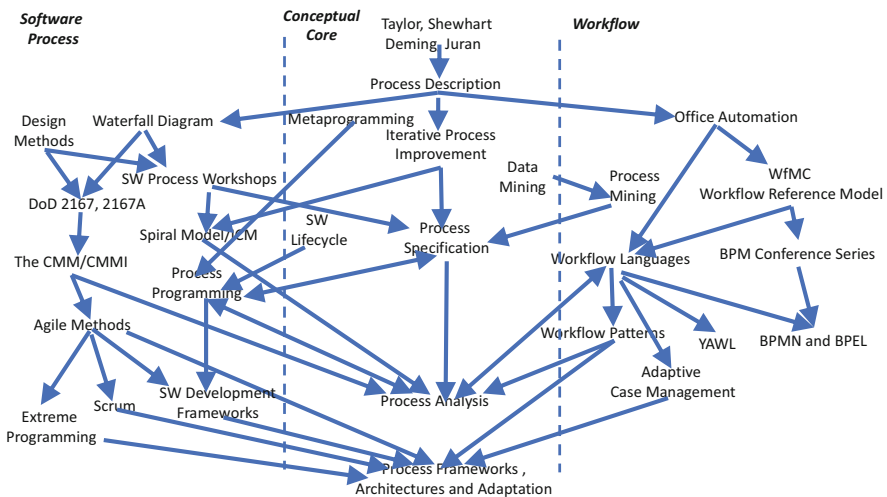 Software
Process
Conceptual
Core
Taylor, Shewhart
Deming, Juran
Workflow
Process Description
Design
Methods
Waterfall Diagram
Metaprogramming
Iterative Process
Improvement
Office Automation
SW Process Workshops
Data
Mining
Process
Mining
WfMC
Workflow Reference Model
DoD 2167, 2167A
Spiral Model/ICM
SW
Lifecycle
Process
Specification
BPM Conference Series
The CMM/CMMI
Process
Programming
Workflow Languages
Agile Methods
Workflow Patterns
YAWL
BPMN and BPEL
Extreme
Programming
Scrum
SW Development
Frameworks
Process Analysis
Adaptive
Case Management
Process Frameworks ,
Architectures and Adaptation